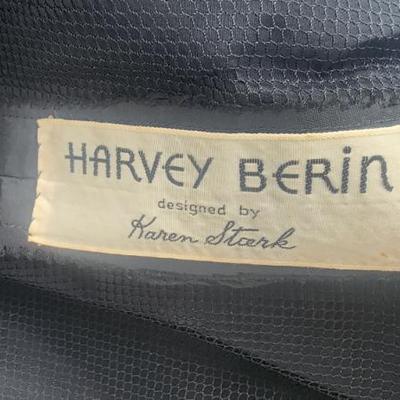 HARVEY BERiN
designed by
Karen Stark